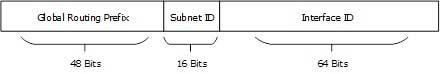 Global Routing Prefix Subnet ID Interface ID
48 Bits 16 Bits 64 Bits